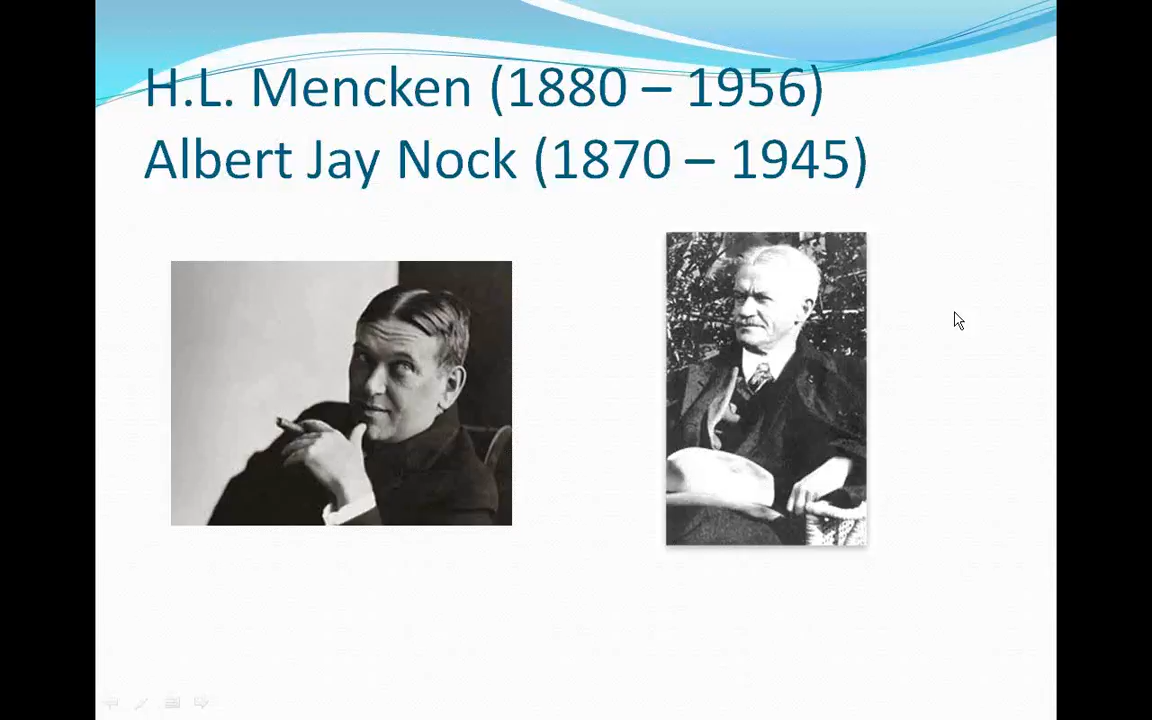 H.L. Mencken (1880 – 1956)
Albert Jay Nock (1870 – 1945)